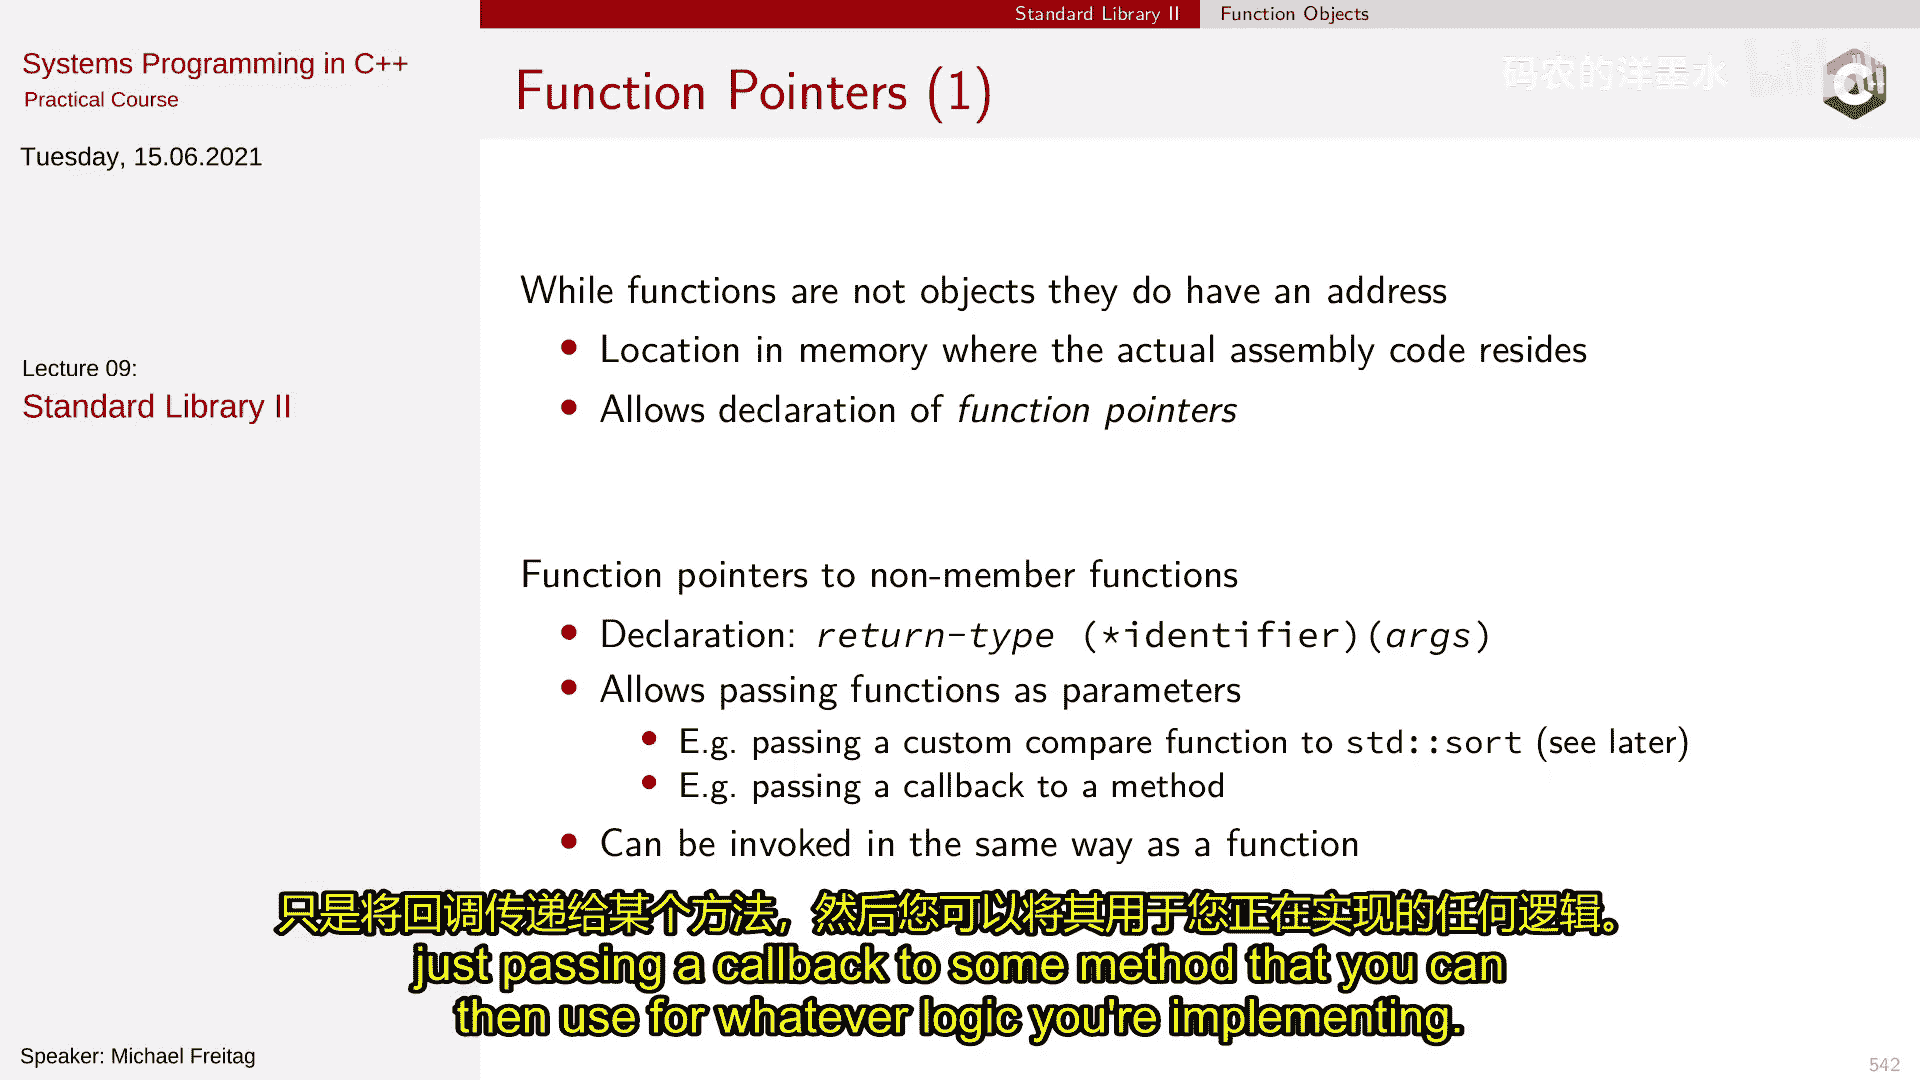 Standard Library II
Function Objects
Systems Programming in C++
Practical Course
Tuesday, 15.06.2021
Function Pointers (1)
码农的洋墨水
While functions are not objects they do have an address
• Location in memory where the actual assembly code resides
• Allows declaration of function pointers
Lecture 09:
Standard Library II
Function pointers to non-member functions
• Declaration: return-type (*identifier)(args)
• Allows passing functions as parameters
• E.g. passing a custom compare function to std::sort (see later)
• E.g. passing a callback to a method
• Can be invoked in the same way as a function
只是将回调传递给某个方法，然后您可以将其用于您正在实现的任何逻辑。
just passing a callback to some method that you can
then use for whatever logic you're implementing.
Speaker: Michael Freitag
542